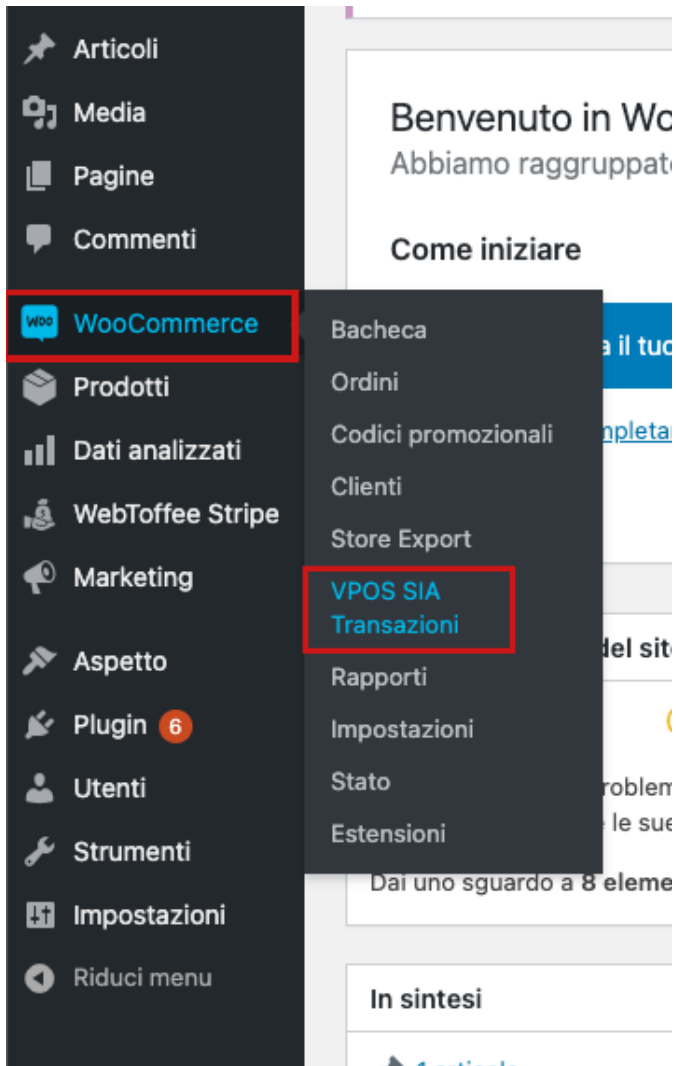 Articoli
Media
Pagine
Commenti
WOO WooCommerce
Prodotti
Dati analizzati
WebToffee Stripe
Marketing
Aspetto
Plugin 6
Utenti
Strumenti
Impostazioni
Riduci menu
Bacheca
Ordini
Codici promozionali
Clienti
Store Export
VPOS SIA
Transazioni
Rapporti
Impostazioni
Stato
Estensioni
Benvenuto in Wo
Abbiamo raggruppat
Come iniziare
a il tuo
mpleta
del sit
roblem
le sue
Dai uno sguardo a 8 eleme
In sintesi